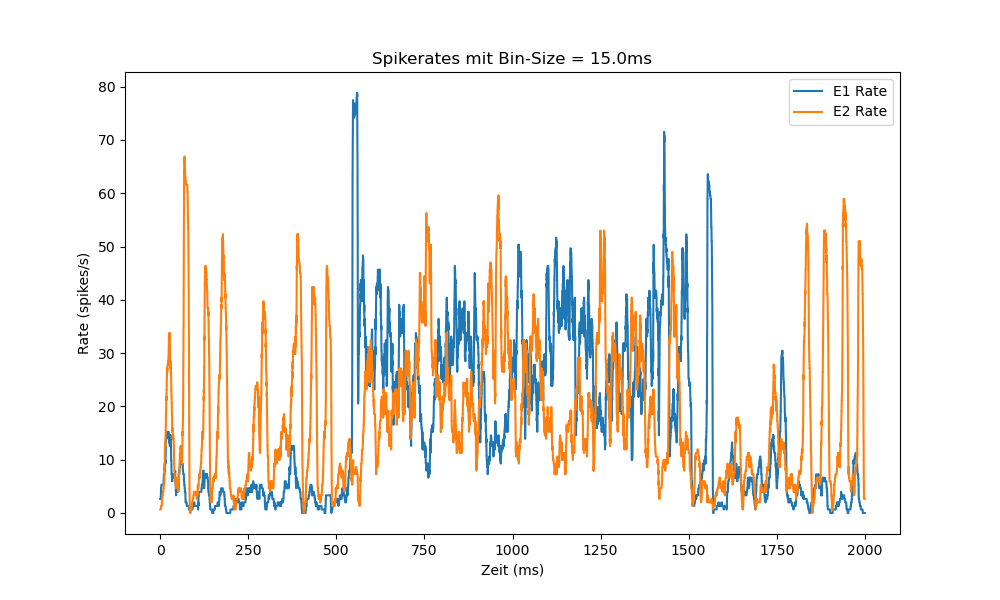 Spikerates mit Bin-Size = 15.0ms
E1 Rate
E2 Rate
Rate (spikes/s)
80
70
60
50
40
30
20
10
0
0 250 500 750 1000 1250 1500 1750 2000
Zeit (ms)